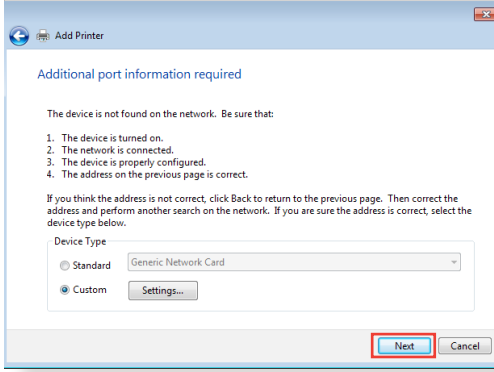 Add Printer
Additional port information required
The device is not found on the network. Be sure that:
1. The device is turned on.
2. The network is connected.
3. The device is properly configured.
4. The address on the previous page is correct.
If you think the address is not correct, click Back to return to the previous page. Then correct the
address and perform another search on the network. If you are sure the address is correct, select the
device type below.
Device Type
Standard Generic Network Card
Custom Settings...
Next Cancel